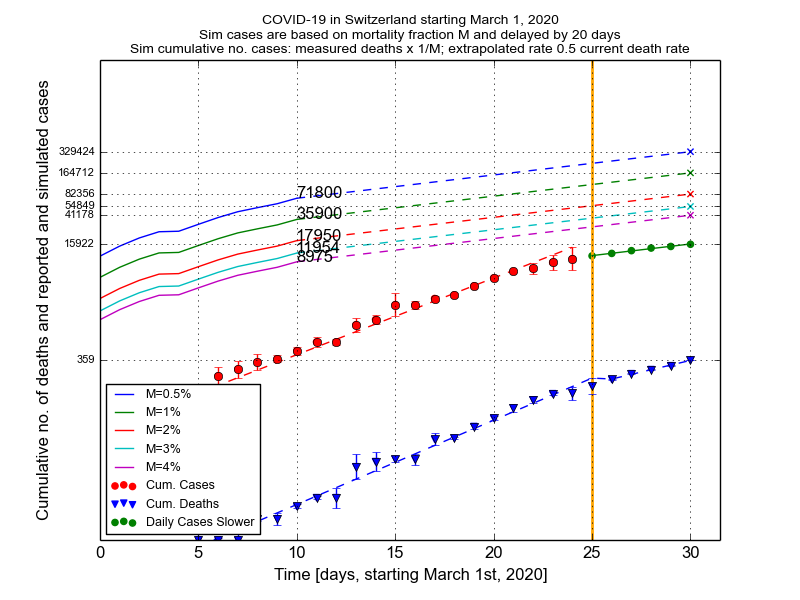 COVID-19 in Switzerland starting March 1, 2020
Sim cases are based on mortality fraction M and delayed by 20 days
Sim cumulative no. cases: measured deaths x 1/M; extrapolated rate 0.5 current death rate
Cumulative no. of deaths and reported and simulated cases
329424
164712
82356
54849
41178
15922
359
71800
35900
17950
11954
8975
M=0.5%
M=1%
M=2%
M=3%
M=4%
Cum. Cases
Cum. Deaths
Daily Cases Slower
0 5 10 15 20 25 30
Time [days, starting March 1st, 2020]